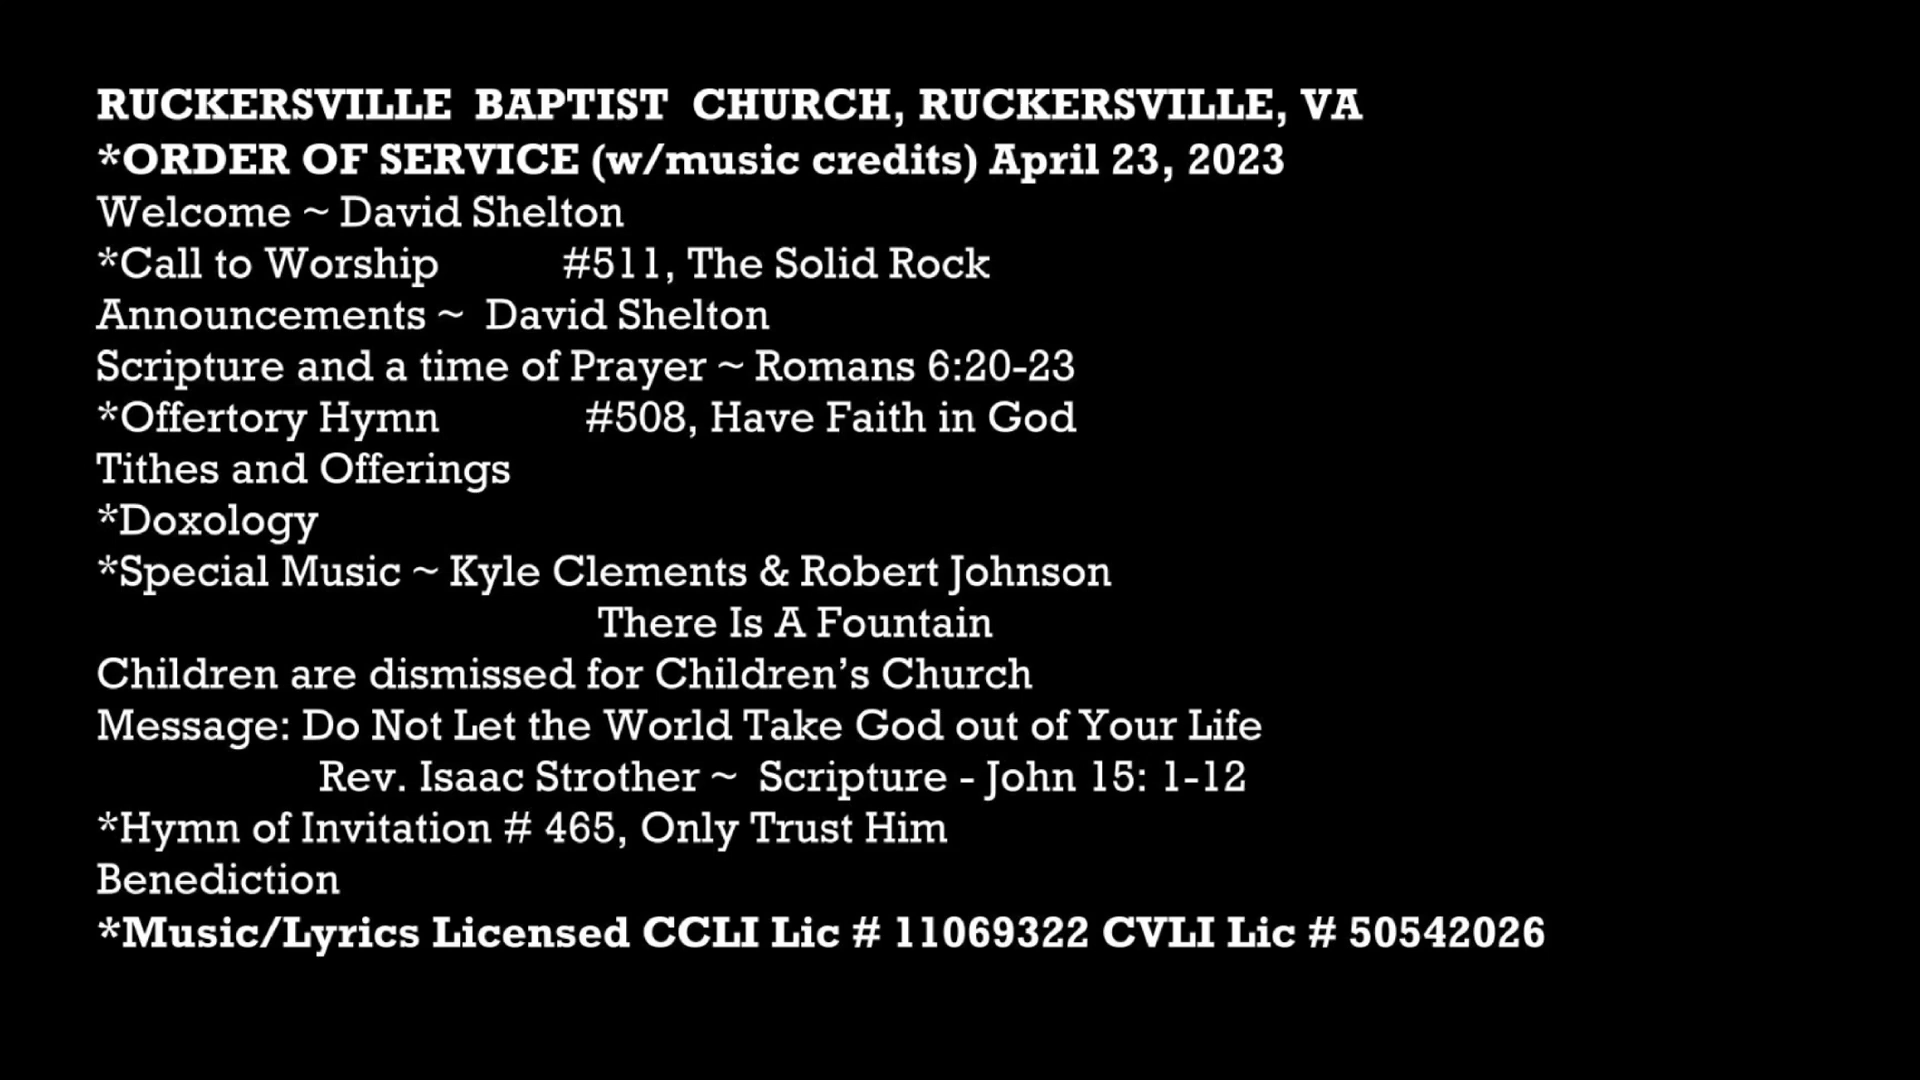 RUCKERSVILLE BAPTIST CHURCH, RUCKERSVILLE, VA
*ORDER OF SERVICE (w/music credits) April 23, 2023
Welcome ~ David Shelton
*Call to Worship #511, The Solid Rock
Announcements ~ David Shelton
Scripture and a time of Prayer ~ Romans 6:20-23
*Offertory Hymn #508, Have Faith in God
Tithes and Offerings
*Doxology
*Special Music ~ Kyle Clements & Robert Johnson
There Is A Fountain
Children are dismissed for Children’s Church
Message: Do Not Let the World Take God out of Your Life
Rev. Isaac Strother ~ Scripture - John 15: 1-12
*Hymn of Invitation # 465, Only Trust Him
Benediction
*Music/Lyrics Licensed CCLI Lic # 11069322 CVLI Lic # 50542026